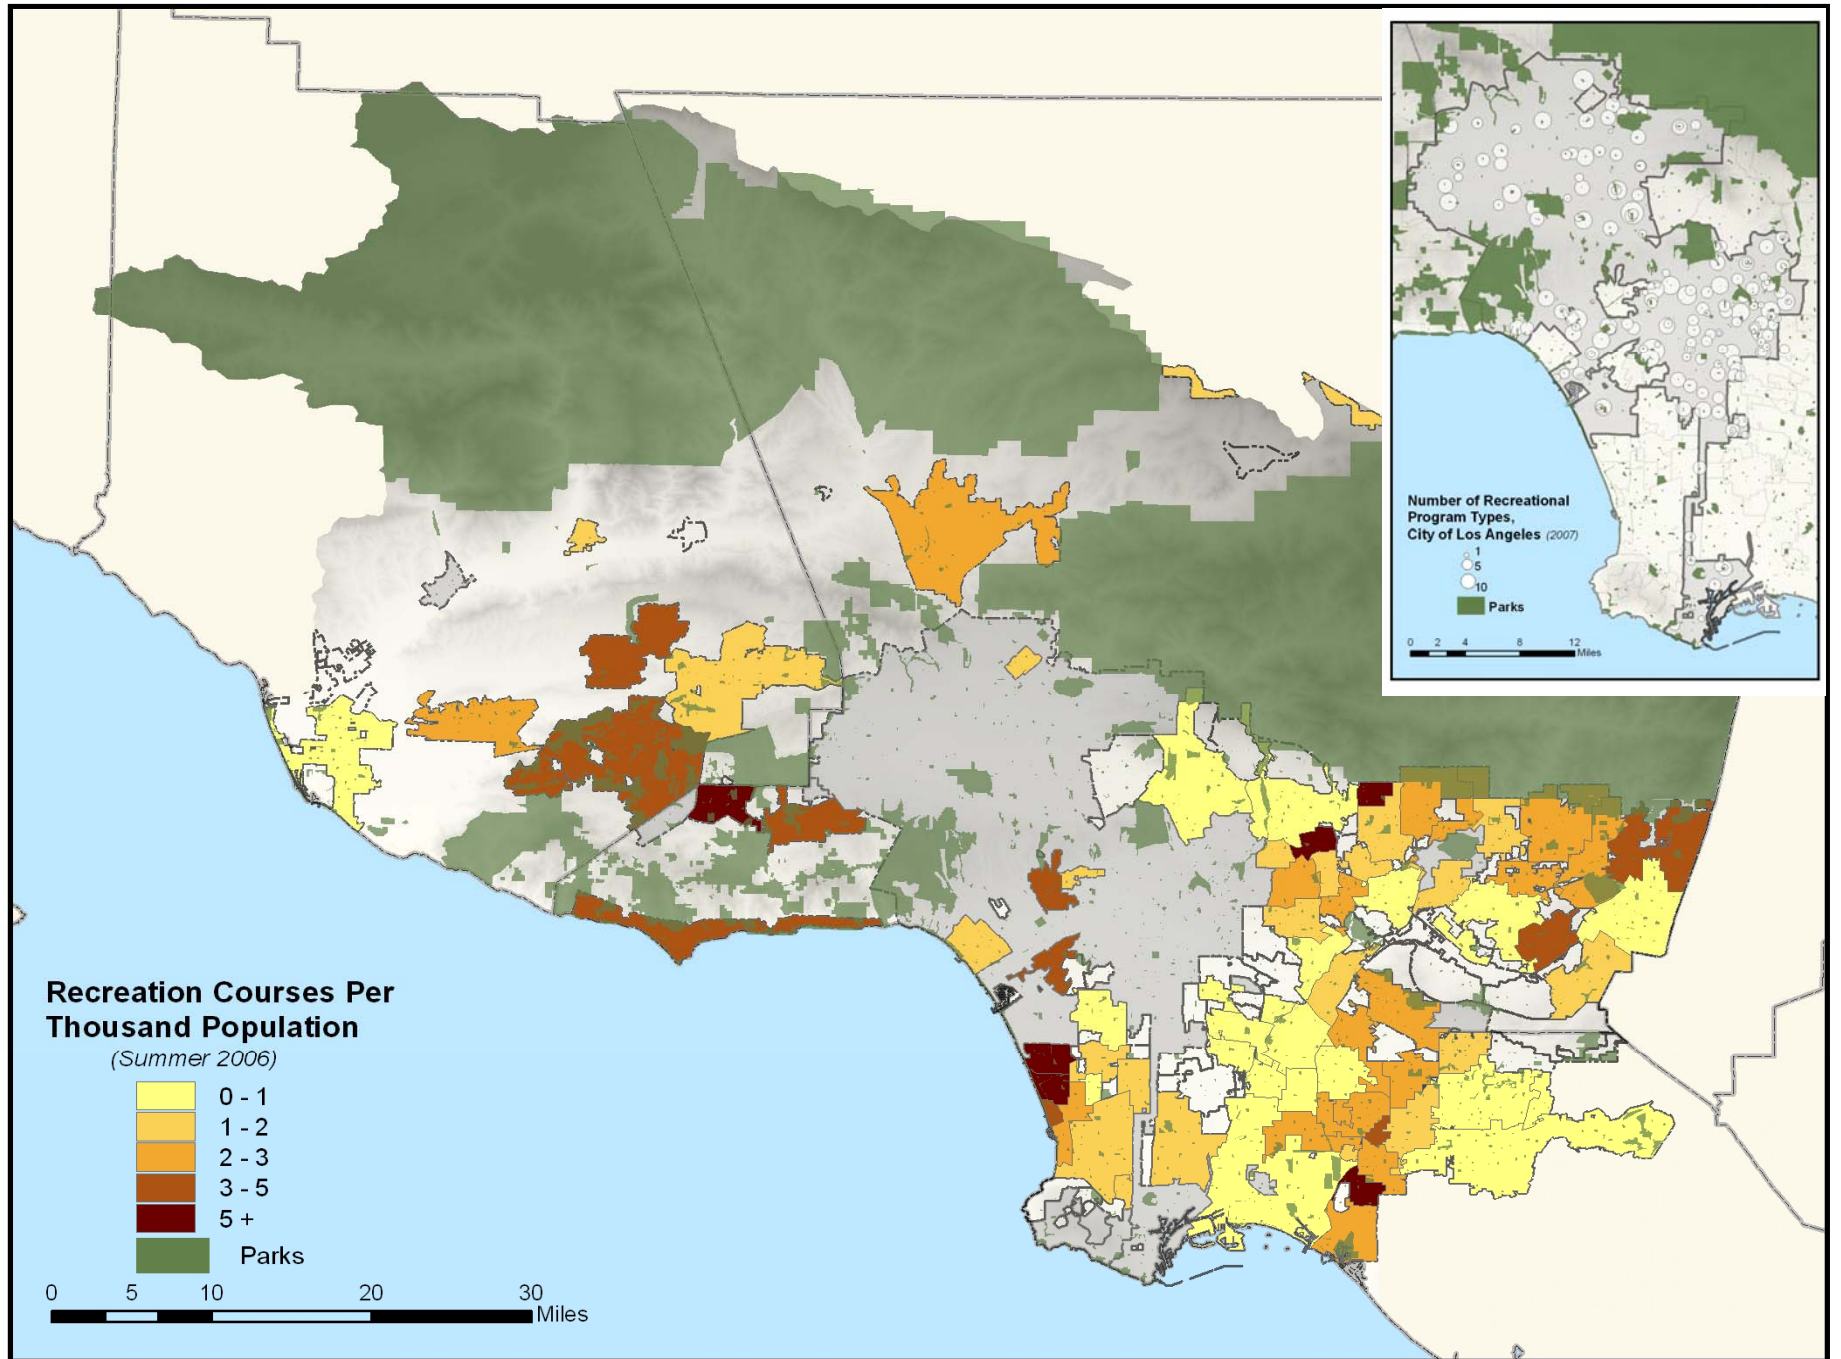 Number of Recreational
Program Types,
City of Los Angeles (2007)
1
5
10
Parks
0 2 4 8 12
Miles
Recreation Courses Per
Thousand Population
(Summer 2006)
0 - 1
1 - 2
2 - 3
3 - 5
5 +
Parks
0 5 10 20 30
Miles